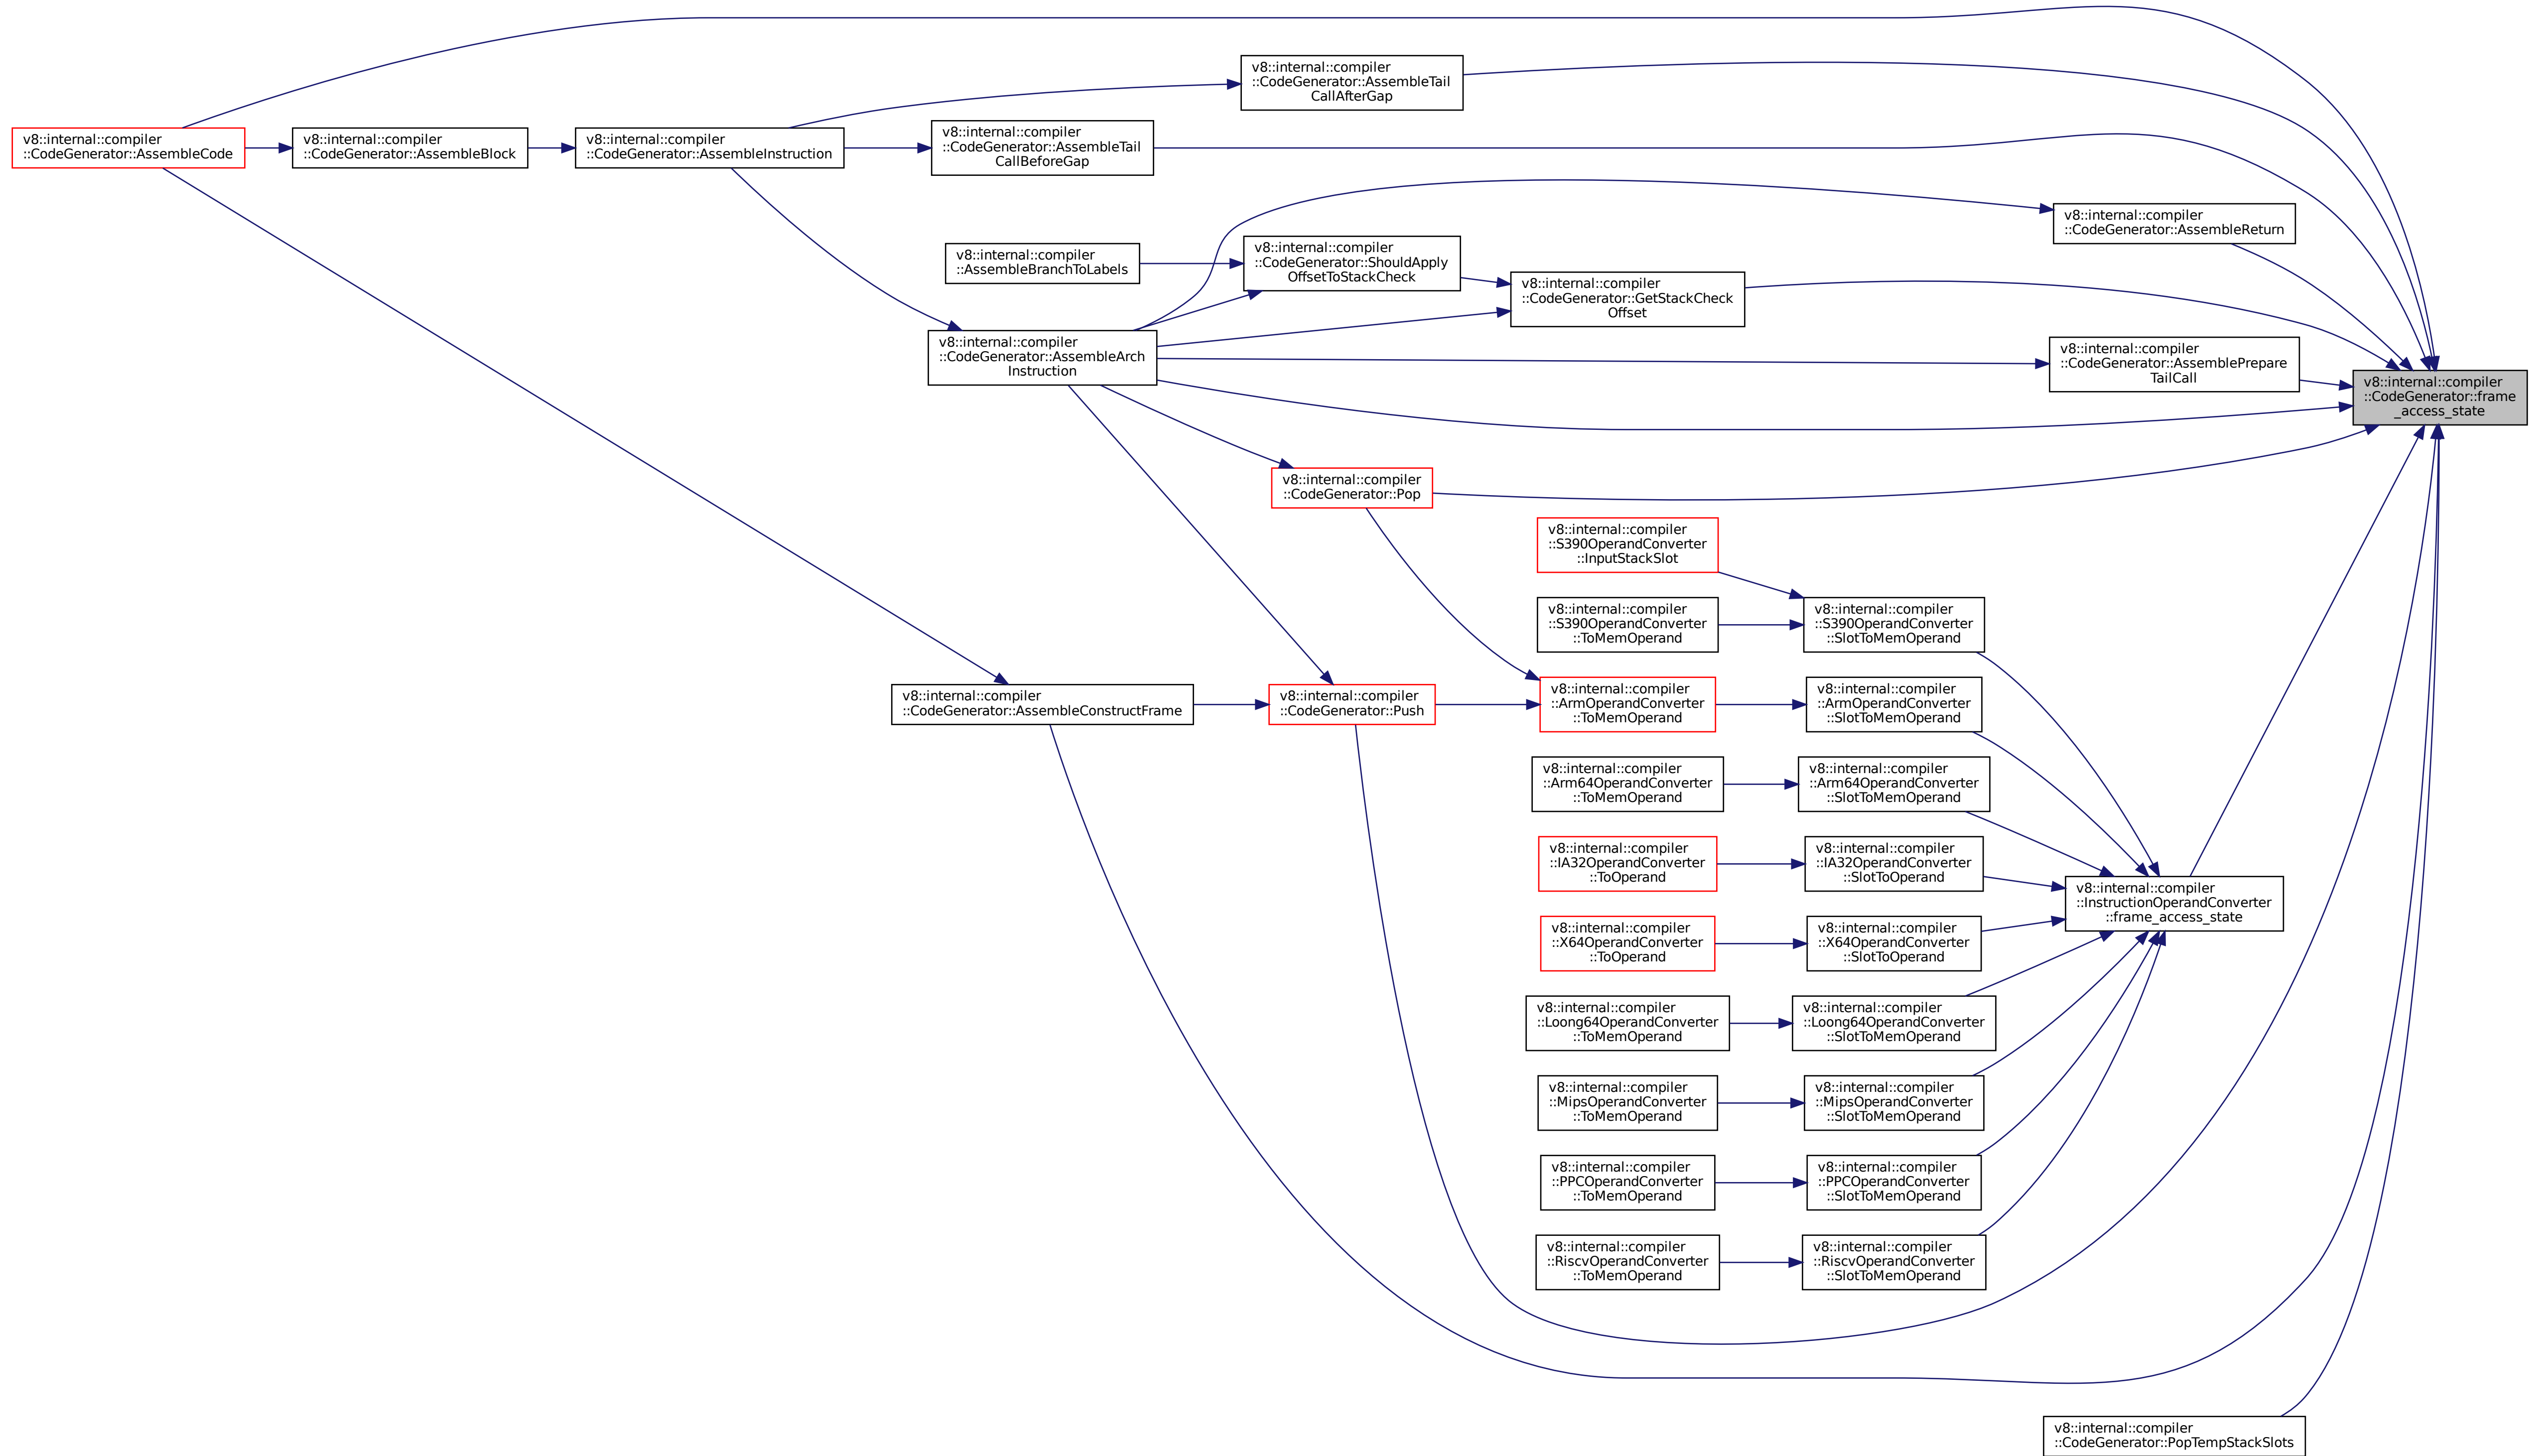 v8::internal::compiler
::CodeGenerator::AssembleTail
CallAfterGap
v8::internal::compiler
::CodeGenerator::AssembleCode
v8::internal::compiler
::CodeGenerator::AssembleBlock
v8::internal::compiler
::CodeGenerator::AssembleInstruction
v8::internal::compiler
::CodeGenerator::AssembleTail
CallBeforeGap
v8::internal::compiler
::CodeGenerator::AssembleReturn
v8::internal::compiler
::AssembleBranchToLabels
v8::internal::compiler
::CodeGenerator::ShouldApply
OffsetToStackCheck
v8::internal::compiler
::CodeGenerator::GetStackCheck
Offset
v8::internal::compiler
::CodeGenerator::AssembleArch
Instruction
v8::internal::compiler
::CodeGenerator::AssemblePrepare
TailCall
v8::internal::compiler
::CodeGenerator::frame
_access_state
v8::internal::compiler
::CodeGenerator::Pop
v8::internal::compiler
::S390OperandConverter
::InputStackSlot
v8::internal::compiler
::S390OperandConverter
::ToMemOperand
v8::internal::compiler
::S390OperandConverter
::SlotToMemOperand
v8::internal::compiler
::CodeGenerator::AssembleConstructFrame
v8::internal::compiler
::CodeGenerator::Push
v8::internal::compiler
::ArmOperandConverter
::ToMemOperand
v8::internal::compiler
::ArmOperandConverter
::SlotToMemOperand
v8::internal::compiler
::Arm64OperandConverter
::ToMemOperand
v8::internal::compiler
::Arm64OperandConverter
::SlotToMemOperand
v8::internal::compiler
::IA32OperandConverter
::ToOperand
v8::internal::compiler
::IA32OperandConverter
::SlotToOperand
v8::internal::compiler
::InstructionOperandConverter
::frame_access_state
v8::internal::compiler
::X64OperandConverter
::ToOperand
v8::internal::compiler
::X64OperandConverter
::SlotToOperand
v8::internal::compiler
::Loong64OperandConverter
::ToMemOperand
v8::internal::compiler
::Loong64OperandConverter
::SlotToMemOperand
v8::internal::compiler
::MipsOperandConverter
::ToMemOperand
v8::internal::compiler
::MipsOperandConverter
::SlotToMemOperand
v8::internal::compiler
::PPCOperandConverter
::ToMemOperand
v8::internal::compiler
::PPCOperandConverter
::SlotToMemOperand
v8::internal::compiler
::RiscvOperandConverter
::ToMemOperand
v8::internal::compiler
::RiscvOperandConverter
::SlotToMemOperand
v8::internal::compiler
::CodeGenerator::PopTempStackSlots